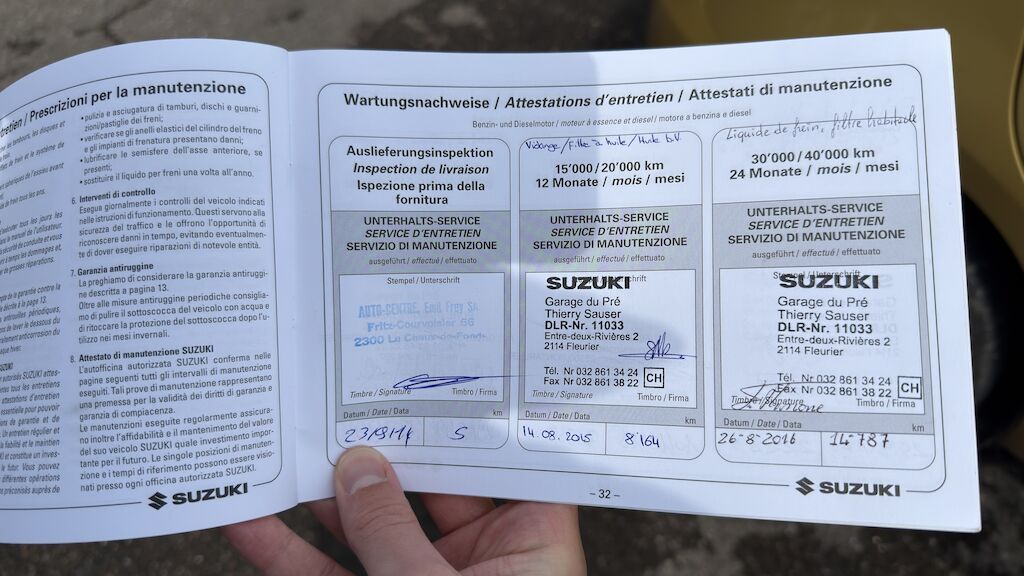 etien / Prescrizioni per la manutenzione
• pulizia e asciugatura di tamburi, dischi e guarni-
zioni/pastiglie dei freni;
• verificare se gli anelli elastici del cilindro del freno
e gli impianti di frenatura presentano danni;
• lubrificare le semisfere dell'asse anteriore, se
presenti;
• sostituire il liquido per freni una volta all'anno.
6. Interventi di controllo
Esegua giornalmente i controlli del veicolo indicati
nelle istruzioni di funzionamento. Questi servono alla
sicurezza del traffico e le offrono l'opportunità di
riconoscere danni in tempo, evitando eventualmen-
te di dover eseguire riparazioni di notevole entità.
7. Garanzia antiruggine
La preghiamo di considerare la garanzia antiruggi-
ne descritta a pagina 13.
Oltre alle misure antiruggine periodiche consiglia-
mo di pulire il sottoscocca del veicolo con acqua e
di ritoccare la protezione del sottoscocca dopo l'u-
tilizzo nei mesi invernali.
8. Attestato di manutenzione SUZUKI
L'autofficina autorizzata SUZUKI conferma nelle
pagine seguenti tutti gli intervalli di manutenzione
eseguiti. Tali prove di manutenzione rappresentano
una premessa per la validità dei diritti di garanzia e
garanzia di compiacenza.
Le manutenzioni eseguite regolarmente assicura-
no inoltre l'affidabilità e il mantenimento del valore
del suo veicolo SUZUKI quale investimento impor-
tante per il futuro. Le singole posizioni di manuten-
zione e i tempi di riferimento possono essere visio-
nati presso ogni officina autorizzata SUZUKI.
SUZUKI
Wartungsnachweise / Attestations d'entretien / Attestati di manutenzione
Benzin- und Dieselmotor / moteur à essence et diesel / motore a benzina e diesel
Auslieferungsinspektion
Inspection de livraison
Ispezione prima della
fornitura
UNTERHALTS-SERVICE
SERVICE D'ENTRETIEN
SERVIZIO DI MANUTENZIONE
ausgeführt / effectué / effettuato
Stempel / Unterschrift
AUTO-CENTRE, Emil Frey SA
Fritz-Courvoisier 66
2300 La Chaux-de-Fonds
Timbre / Signature Timbro / Firma
Datum / Date / Data km
5
Vidange / Filtre à huile / Huile b.v.
15'000/20'000 km
12 Monate / mois / mesi
UNTERHALTS-SERVICE
SERVICE D'ENTRETIEN
SERVIZIO DI MANUTENZIONE
ausgeführt / effectué / effettuato
SUZUKI
Garage du Pré
Thierry Sauser
DLR-Nr. 11033
Entre-deux-Rivières 2
2114 Fleurier
Tél. Nr 032 861 34 24
Fax Nr 032 861 38 22 CH
Timbre / Signature Timbro / Firma
Datum / Date / Data km
14.08.2015 8'164
Liquide de frein, filtre habitacle
30'000/40'000 km
24 Monate / mois / mesi
UNTERHALTS-SERVICE
SERVICE D'ENTRETIEN
SERVIZIO DI MANUTENZIONE
ausgeführt / effectué / effettuato
Stempel / Unterschrift
SUZUKI
Garage du Pré
Thierry Sauser
DLR-Nr. 11033
Entre-deux-Rivières 2
2114 Fleurier
Tél. Nr 032 861 34 24
Fax Nr 032 861 38 22 CH
Timbre / Signature Timbro / Firma
Datum / Date / Data km
26-8-2016 14'787
– 32 –
SUZUKI